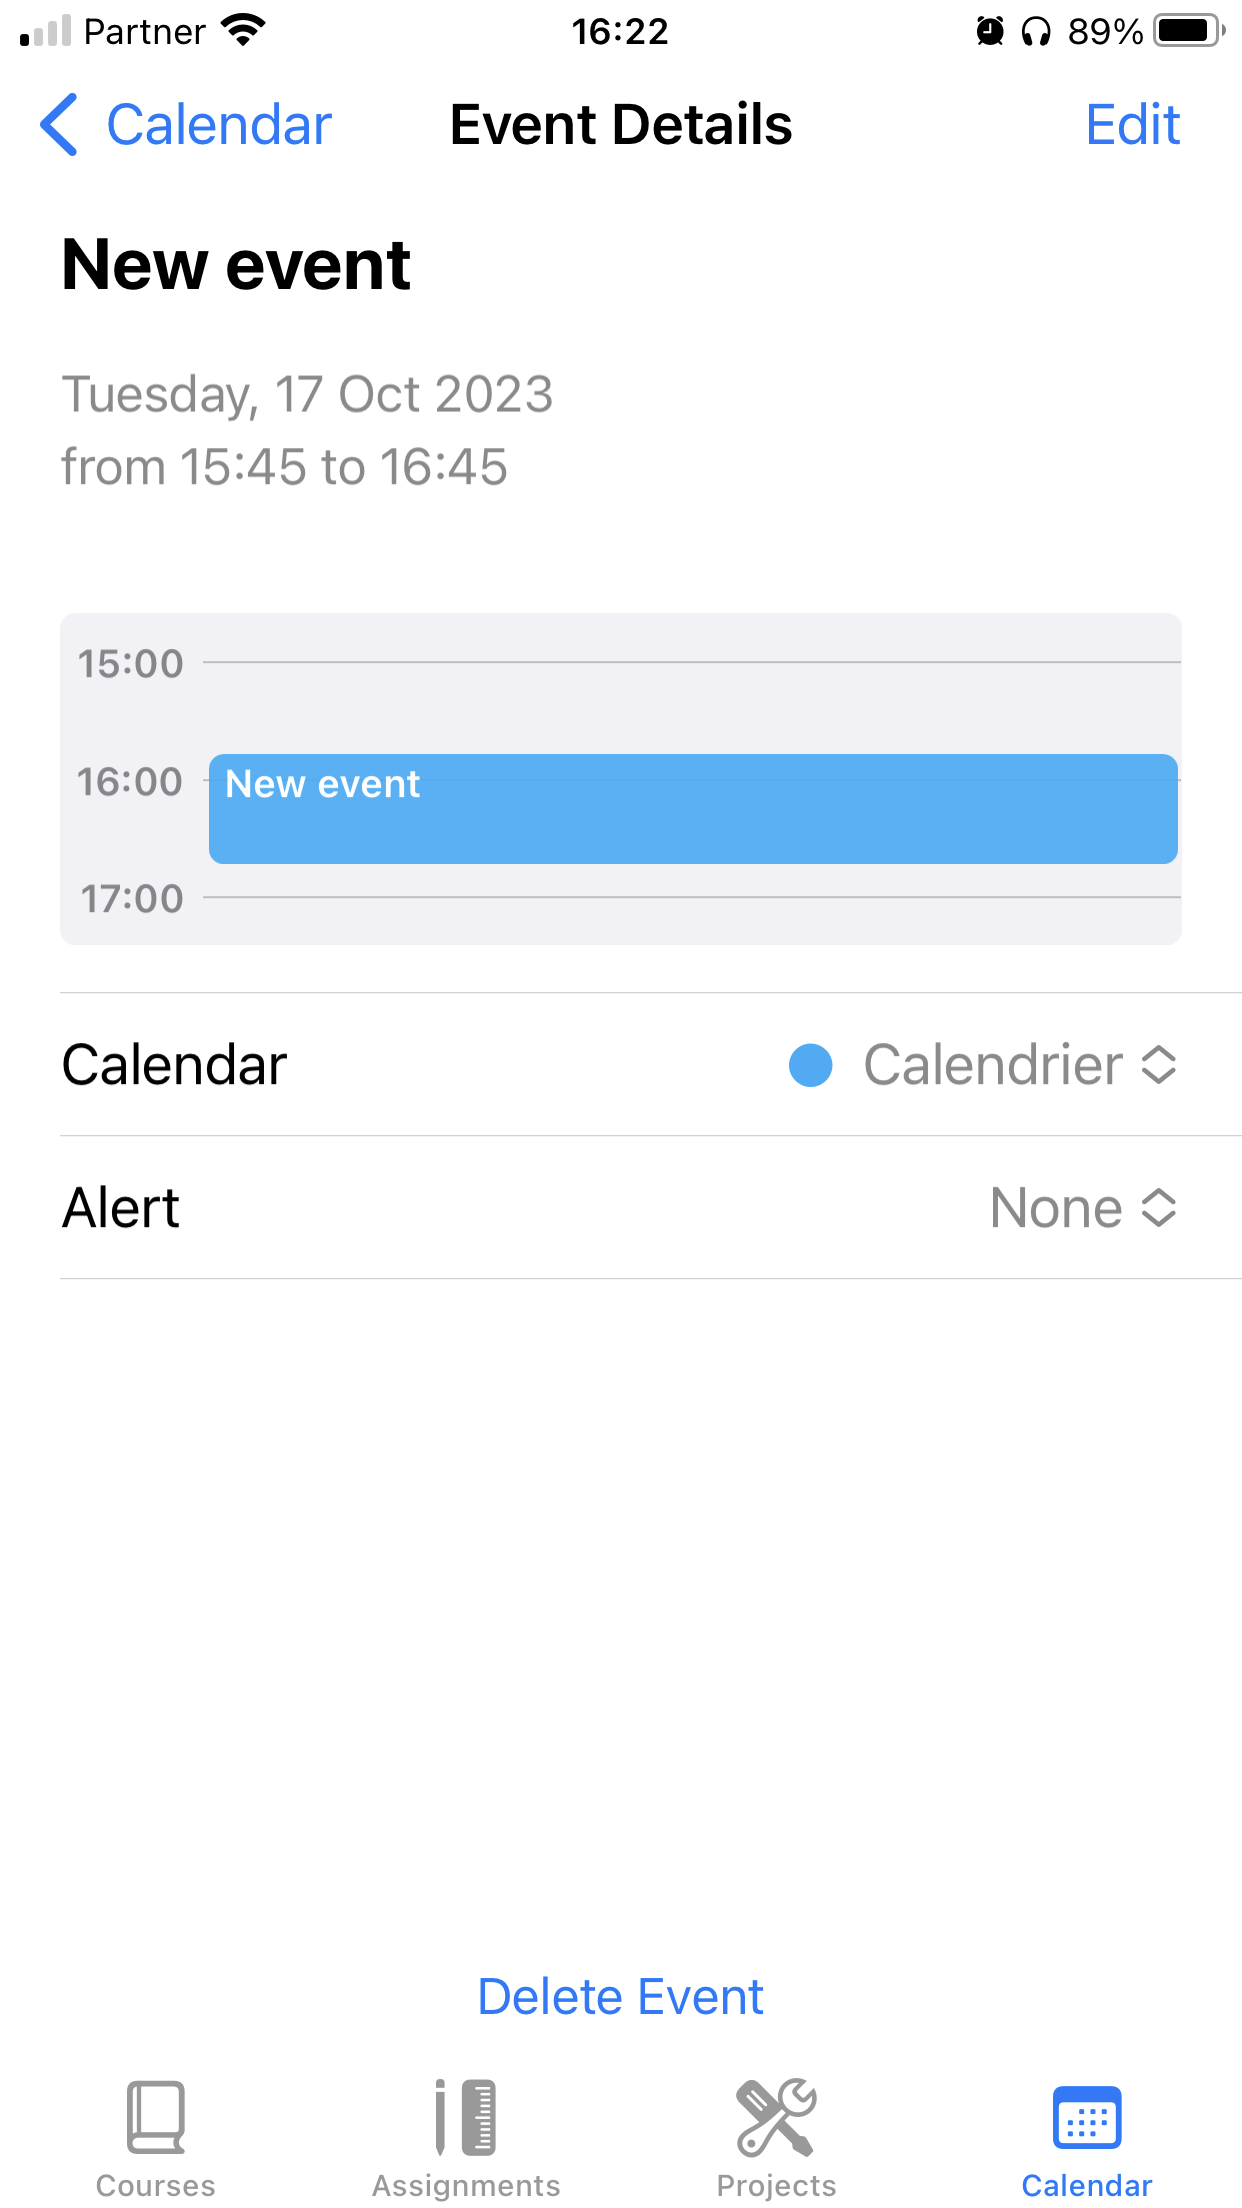 Partner 16:22 89%
Calendar Event Details Edit
New event
Tuesday, 17 Oct 2023
from 15:45 to 16:45
15:00
16:00 New event
17:00
Calendar Calendrier
Alert None
Delete Event
Courses Assignments Projects Calendar